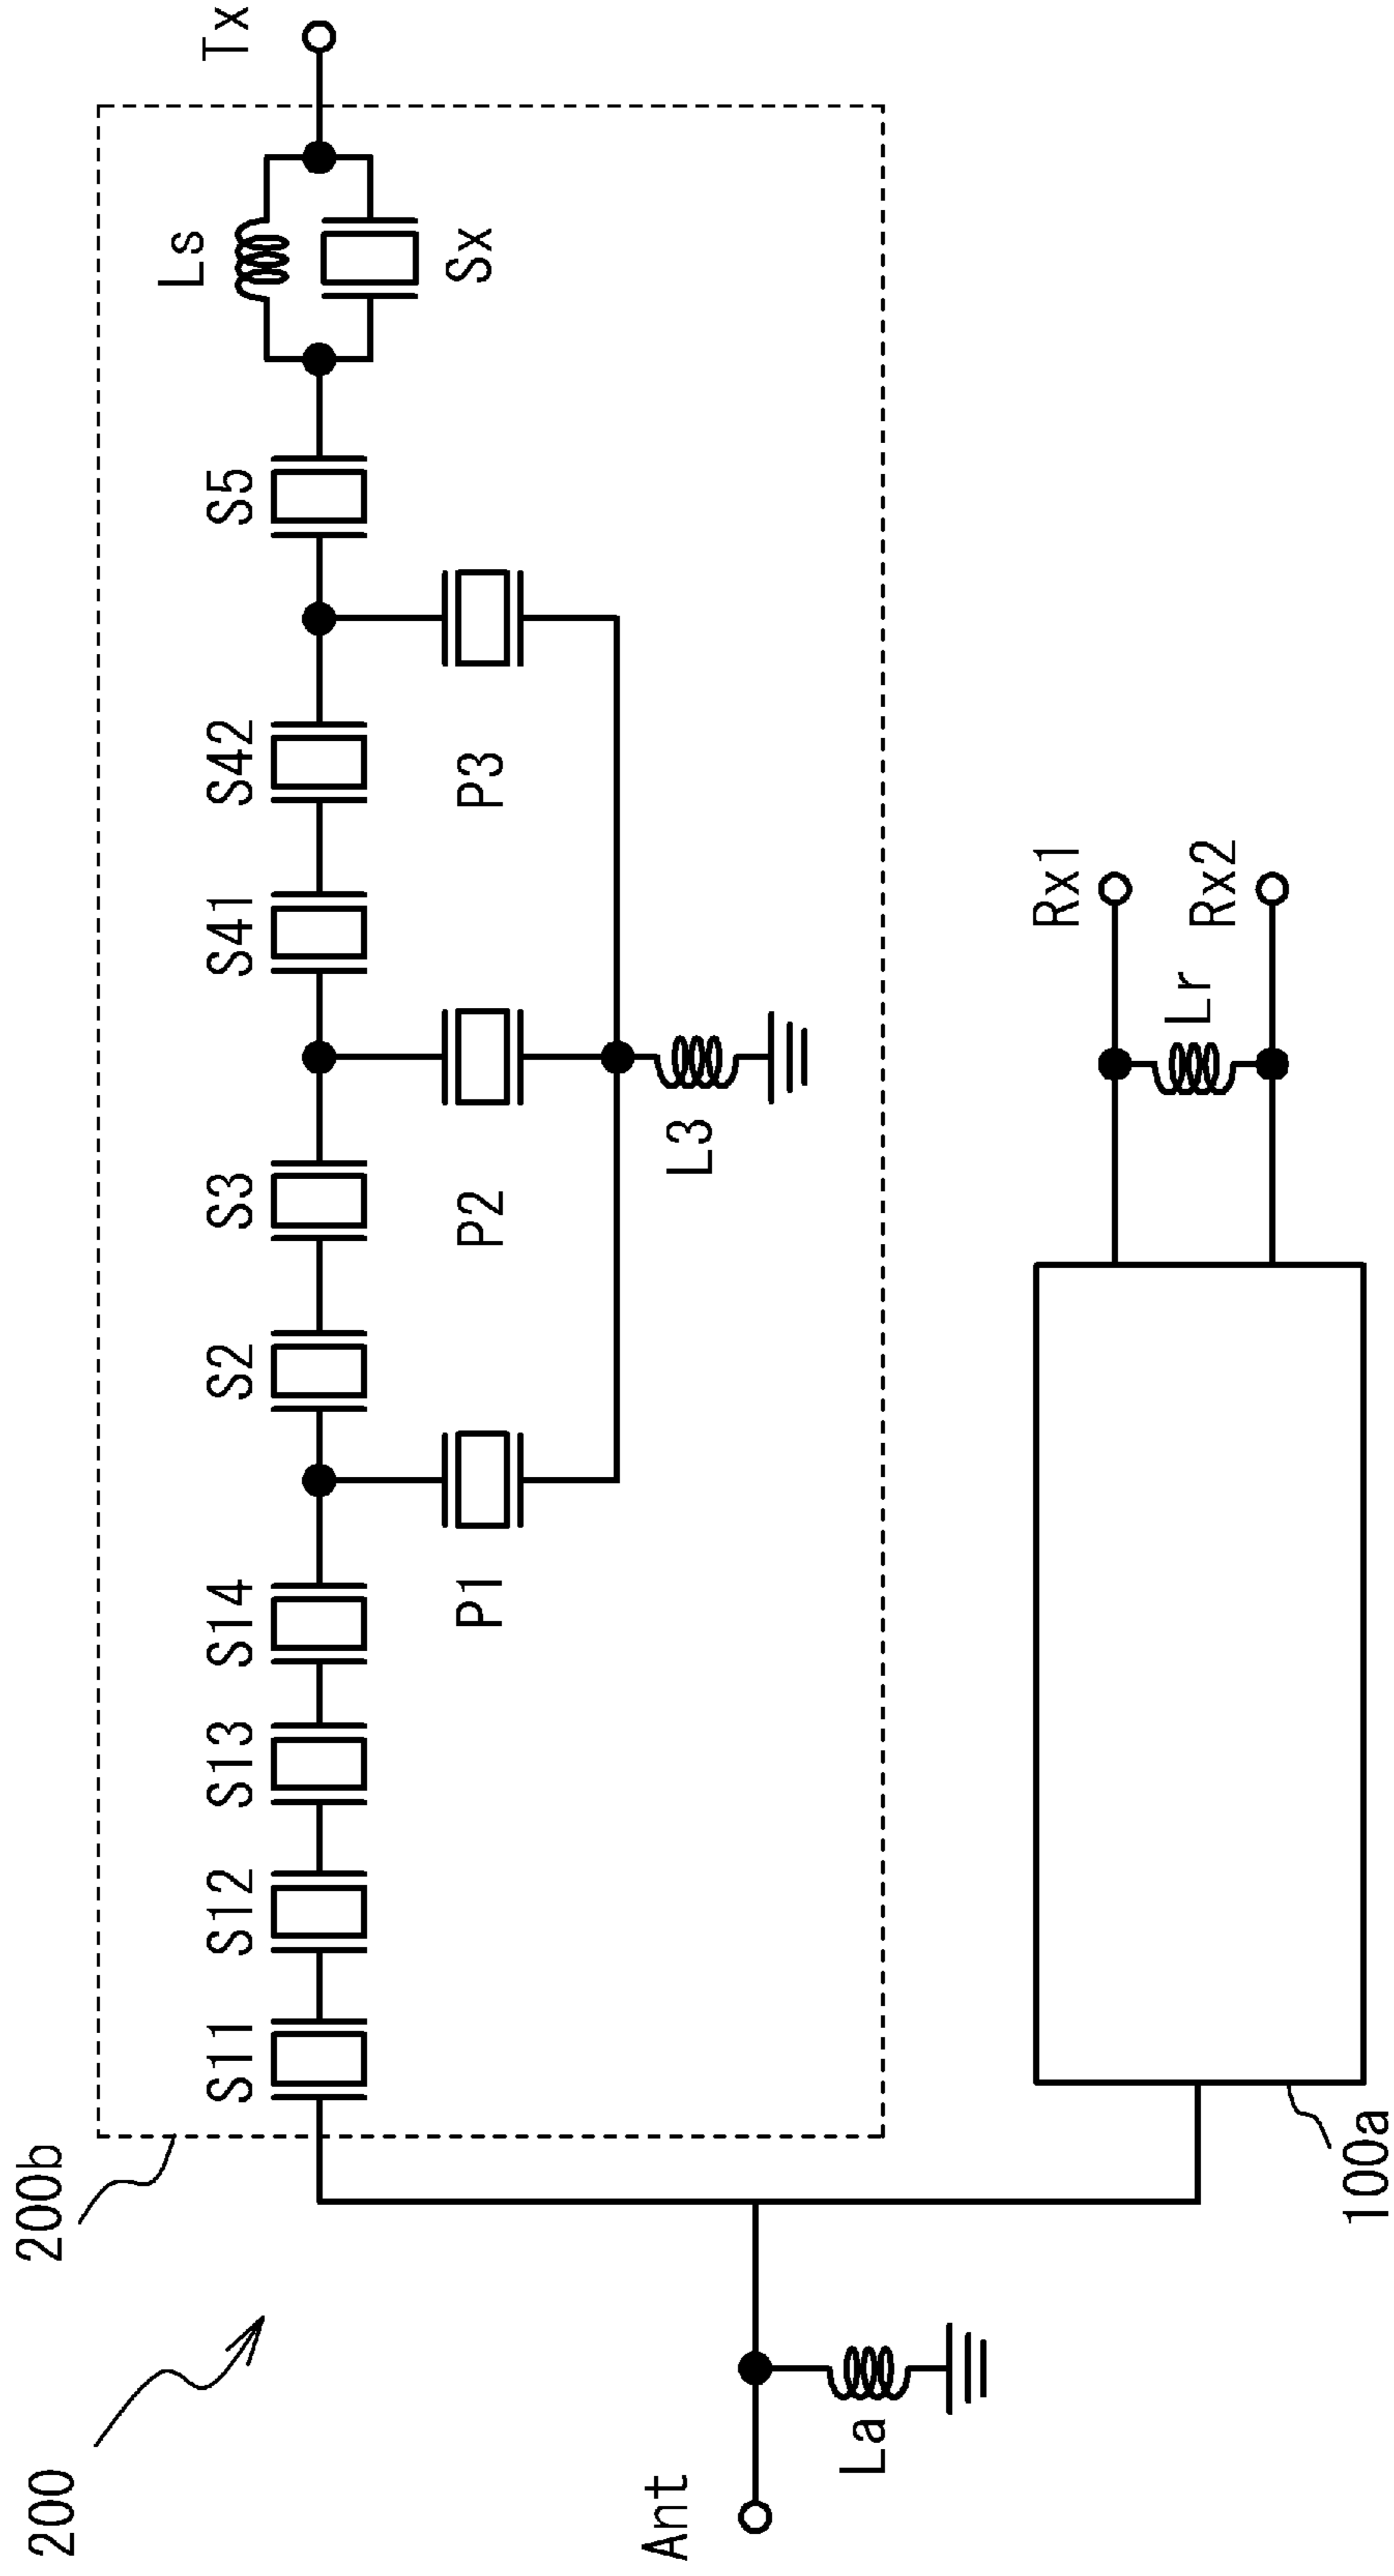 200
200b
Ls
Tx
S11
S12
S13
S14
S2
S3
S41
S42
S5
Sx
P1
P2
P3
L3
Ant
La
Rx1
Lr
Rx2
100a